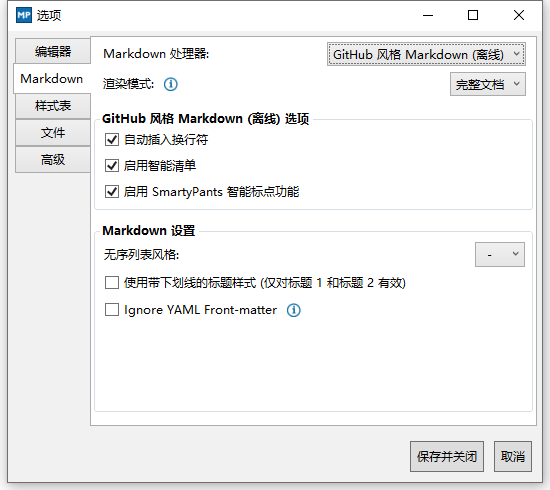 MP 选项
编辑器
Markdown
样式表
文件
高级
Markdown 处理器: GitHub 风格 Markdown (离线)
渲染模式: 完整文档
GitHub 风格 Markdown (离线) 选项
自动插入换行符
启用智能清单
启用 SmartyPants 智能标点功能
Markdown 设置
无序列表风格: -
使用带下划线的标题样式 (仅对标题 1 和标题 2 有效)
Ignore YAML Front-matter
保存并关闭 取消